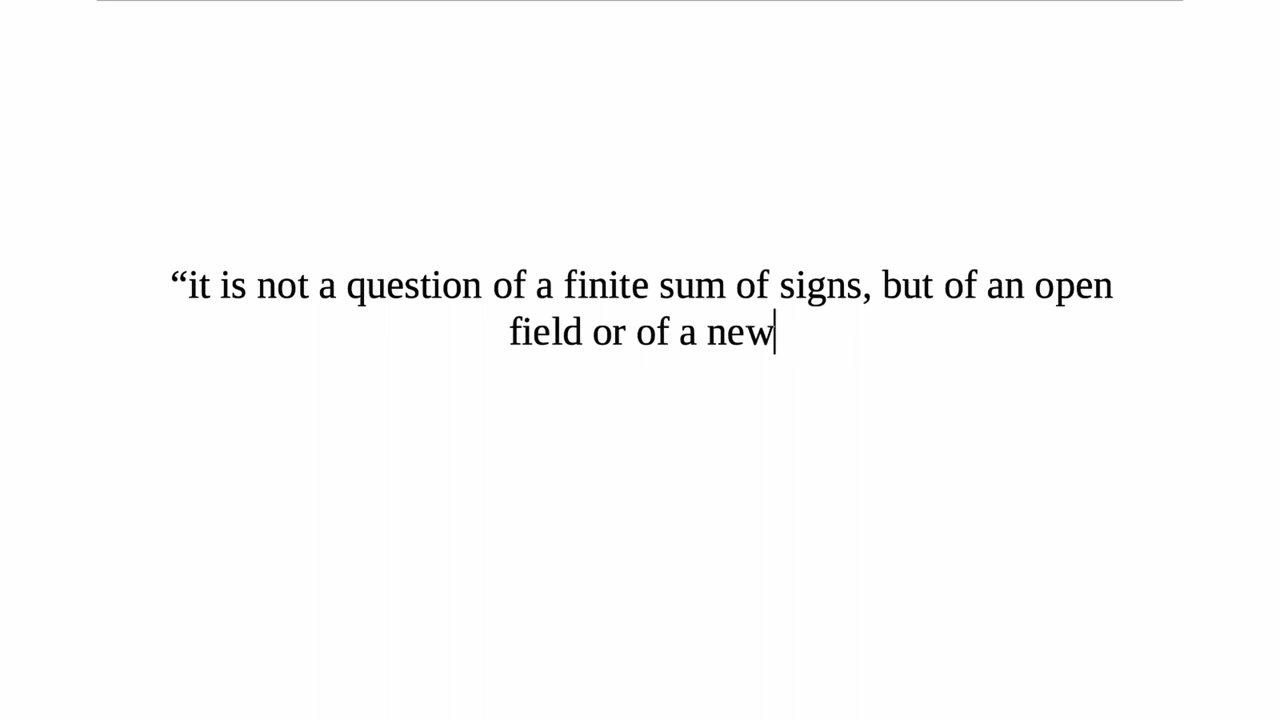 “it is not a question of a finite sum of signs, but of an open
field or of a new